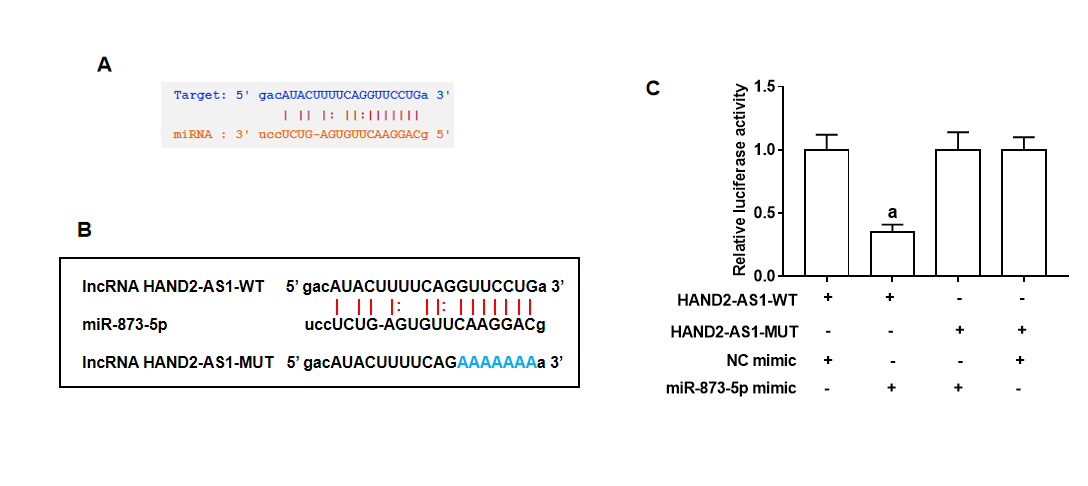 A
Target: 5' gacAUACUUUUCAGGUUCCUGa 3'
| || |: ||:|||||||
miRNA : 3' uccUCUG-AGUGUUCAAGGACg 5'
B
lncRNA HAND2-AS1-WT 5’ gacAUACUUUUCAGGUUCCUGa 3’
| || |: ||:|||||||
miR-873-5p uccUCUG-AGUGUUCAAGGACg
lncRNA HAND2-AS1-MUT 5’ gacAUACUUUUCAGAAAAAAAa 3’
C
Relative luciferase activity
1.5
1.0
0.5
0.0
a
HAND2-AS1-WT + + - -
HAND2-AS1-MUT - - + +
NC mimic + - - +
miR-873-5p mimic - + + -